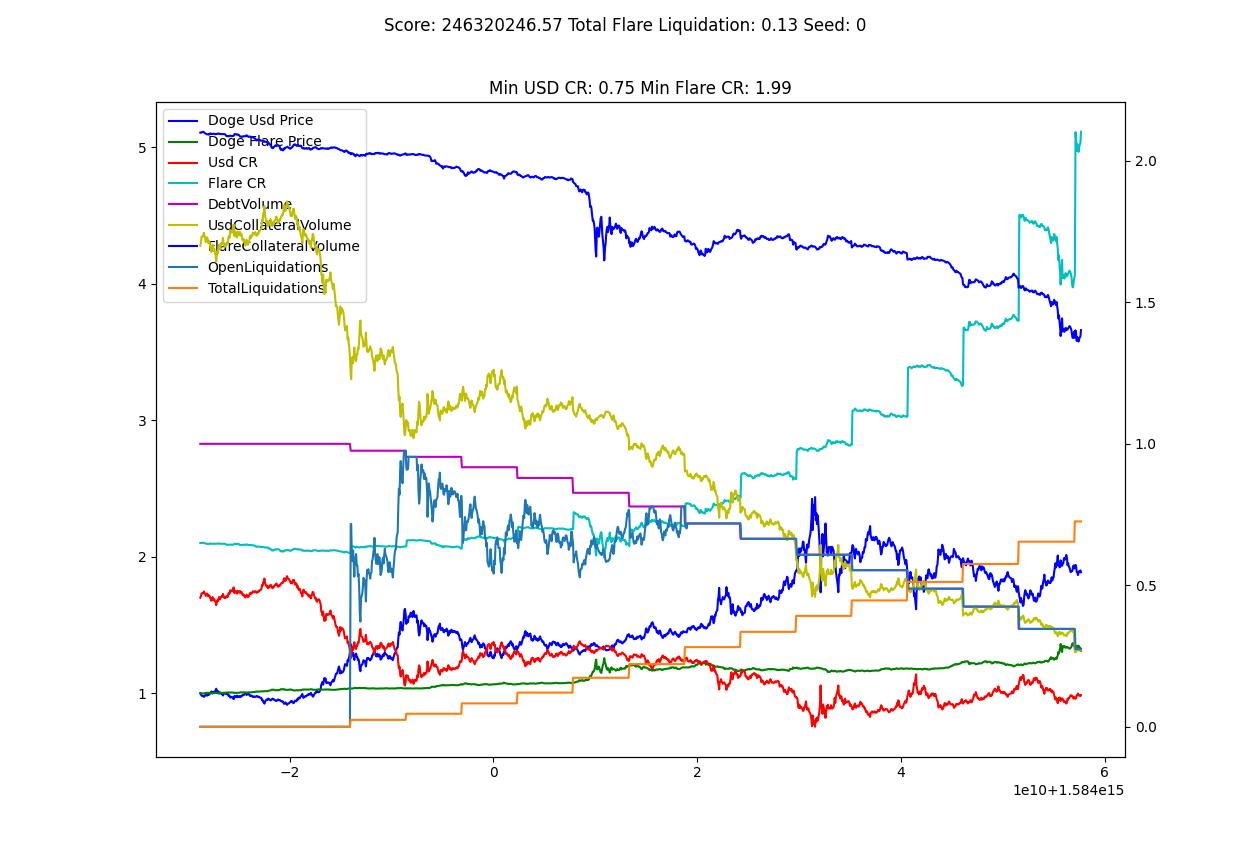 Score: 246320246.57 Total Flare Liquidation: 0.13 Seed: 0
Min USD CR: 0.75 Min Flare CR: 1.99
Doge Usd Price
Doge Flare Price
Usd CR
Flare CR
DebtVolume
UsdCollateralVolume
FlareCollateralVolume
OpenLiquidations
TotalLiquidations
5
4
3
2
1
2.0
1.5
1.0
0.5
0.0
−2
0
2
4
6
1e10+1.584e15